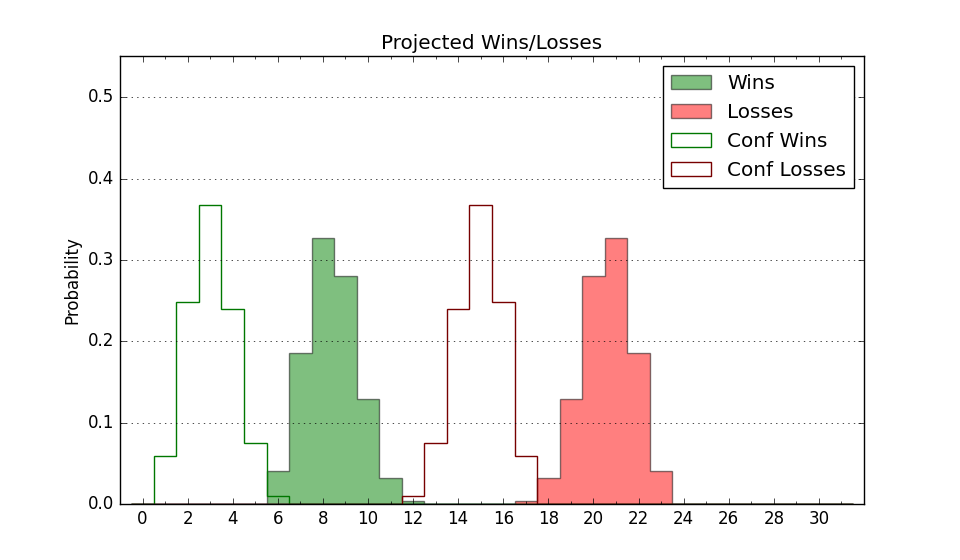 Projected Wins/Losses
Wins
Losses
Conf Wins
Conf Losses
Probability
0.5
0.4
0.3
0.2
0.1
0.0
0 2 4 6 8 10 12 14 16 18 20 22 24 26 28 30